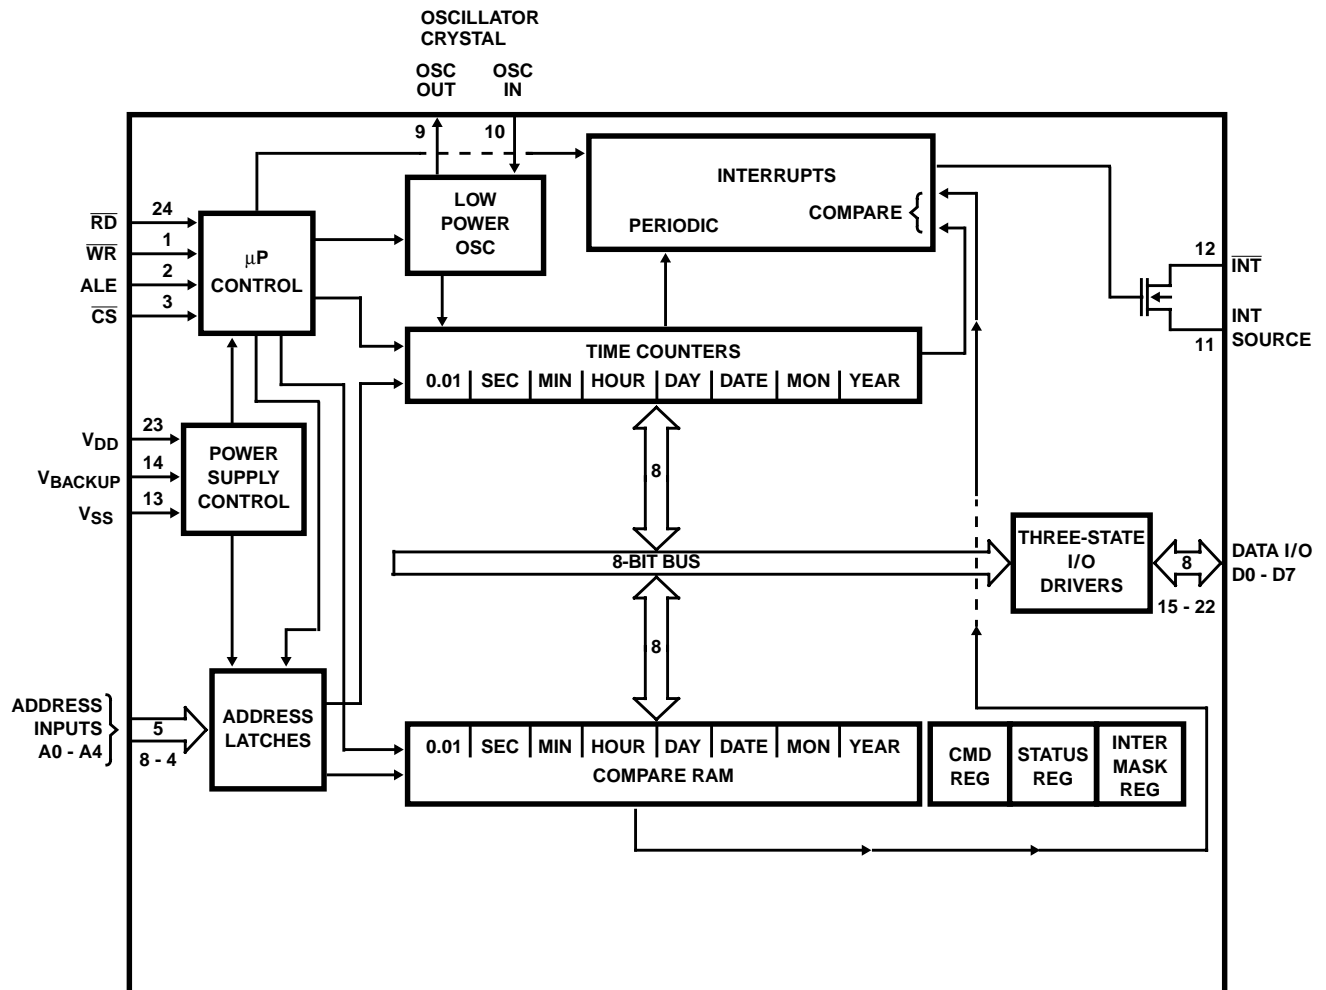 OSCILLATOR
CRYSTAL
OSC
OUT
OSC
IN
9
10
INTERRUPTS
COMPARE
PERIODIC
LOW
POWER
OSC
RD
24
WR
1
ALE
2
CS
3
μP
CONTROL
12
INT
INT
SOURCE
11
TIME COUNTERS
0.01 SEC MIN HOUR DAY DATE MON YEAR
VDD
23
VBACKUP
14
VSS
13
POWER
SUPPLY
CONTROL
8
8-BIT BUS
THREE-STATE
I/O
DRIVERS
8
DATA I/O
D0 - D7
15 - 22
8
ADDRESS
INPUTS
A0 - A4
5
8 - 4
ADDRESS
LATCHES
0.01 SEC MIN HOUR DAY DATE MON YEAR
COMPARE RAM
CMD
REG
STATUS
REG
INTER
MASK
REG